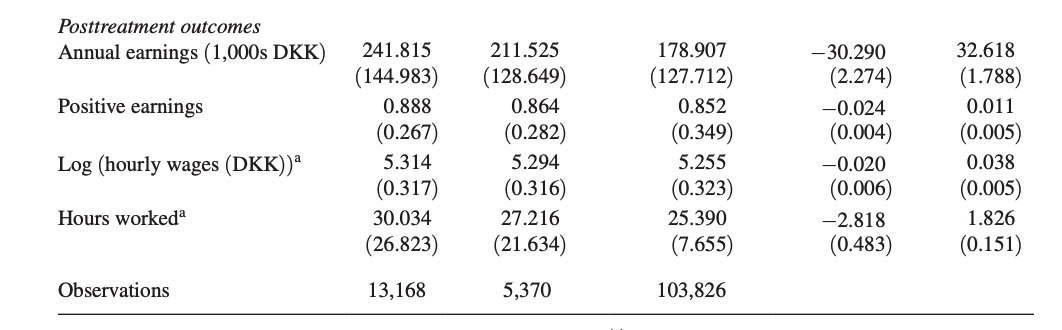 Posttreatment outcomes
Annual earnings (1,000s DKK) 241.815 211.525 178.907 −30.290 32.618
(144.983) (128.649) (127.712) (2.274) (1.788)
Positive earnings 0.888 0.864 0.852 −0.024 0.011
(0.267) (0.282) (0.349) (0.004) (0.005)
Log (hourly wages (DKK))ᵃ 5.314 5.294 5.255 −0.020 0.038
(0.317) (0.316) (0.323) (0.006) (0.005)
Hours workedᵃ 30.034 27.216 25.390 −2.818 1.826
(26.823) (21.634) (7.655) (0.483) (0.151)
Observations 13,168 5,370 103,826